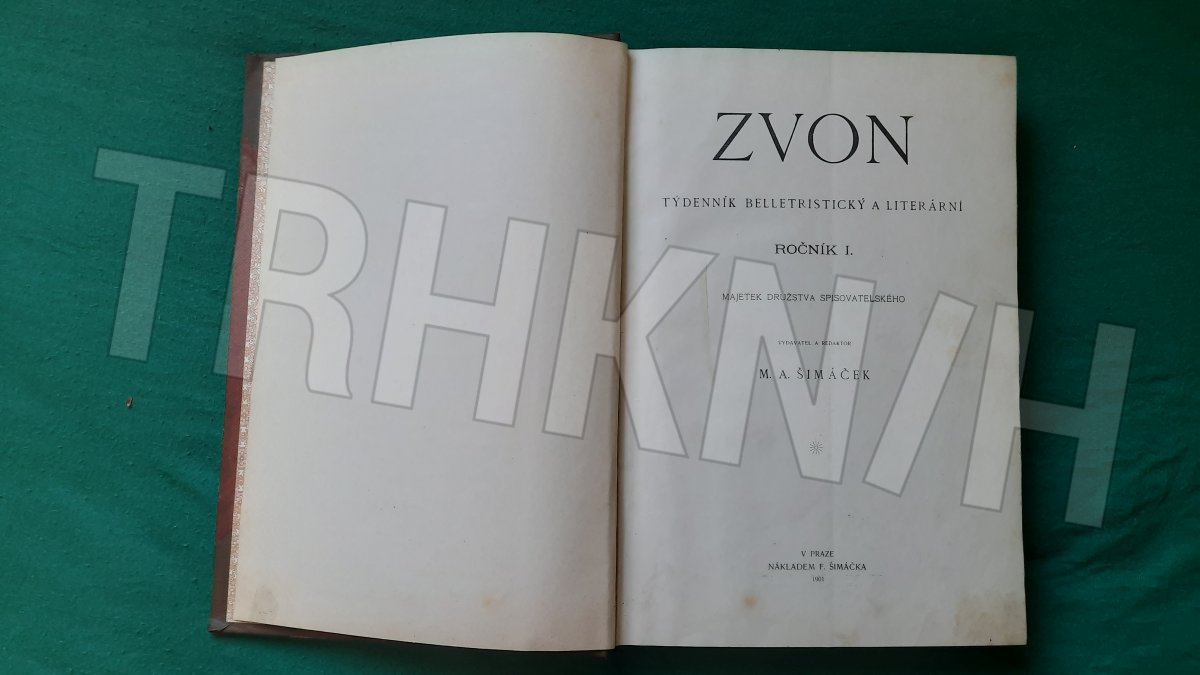 ZVON
TÝDENNÍK BELLETRISTICKÝ A LITERÁRNÍ
ROČNÍK I.
MAJETEK DRUŽSTVA SPISOVATELSKÉHO
VYDAVATEL A REDAKTOR
M. A. ŠIMÁČEK
V PRAZE
NÁKLADEM F. ŠIMÁČKA
1901
TRHKNIH